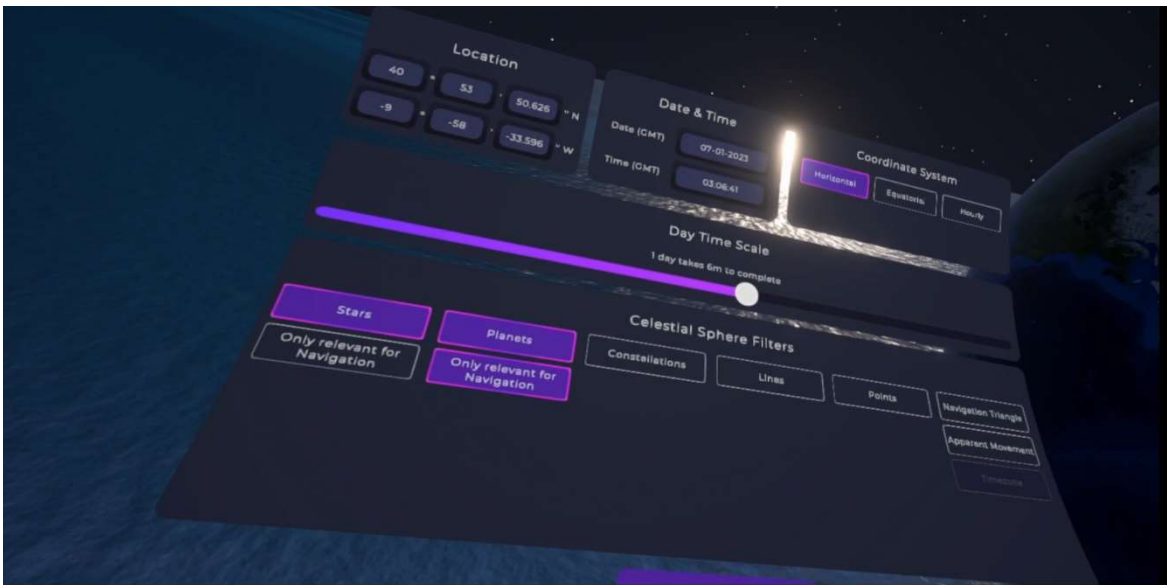 Location
40 ° 53 ' 50.626 " N
-9 ° -58 ' -33.596 " W
Date & Time
Date (GMT) 07-01-2023
Time (GMT) 03:06:41
Coordinate System
Horizontal Equatorial Hourly
Day Time Scale
1 day takes 6m to complete
Celestial Sphere Filters
Stars
Only relevant for
Navigation
Planets
Only relevant for
Navigation
Constellations
Lines
Points
Navigation Triangle
Apparent Movement
Timezone